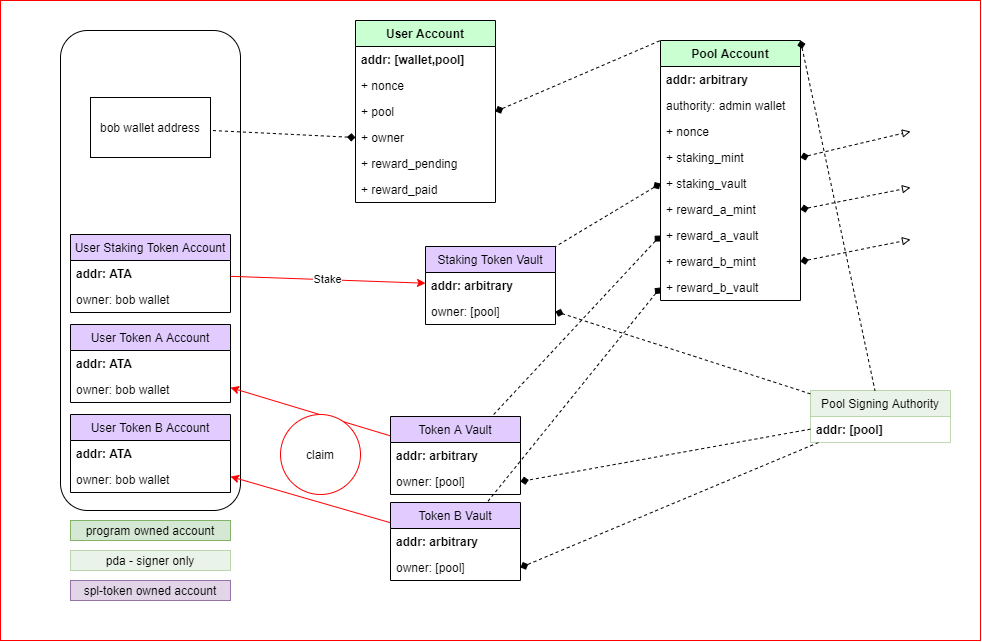 User Account
addr: [wallet,pool]
+ nonce
+ pool
+ owner
+ reward_pending
+ reward_paid
Pool Account
addr: arbitrary
authority: admin wallet
+ nonce
+ staking_mint
+ staking_vault
+ reward_a_mint
+ reward_a_vault
+ reward_b_mint
+ reward_b_vault
bob wallet address
User Staking Token Account
addr: ATA
owner: bob wallet
Stake
Staking Token Vault
addr: arbitrary
owner: [pool]
User Token A Account
addr: ATA
owner: bob wallet
User Token B Account
addr: ATA
owner: bob wallet
claim
Token A Vault
addr: arbitrary
owner: [pool]
Token B Vault
addr: arbitrary
owner: [pool]
Pool Signing Authority
addr: [pool]
program owned account
pda - signer only
spl-token owned account